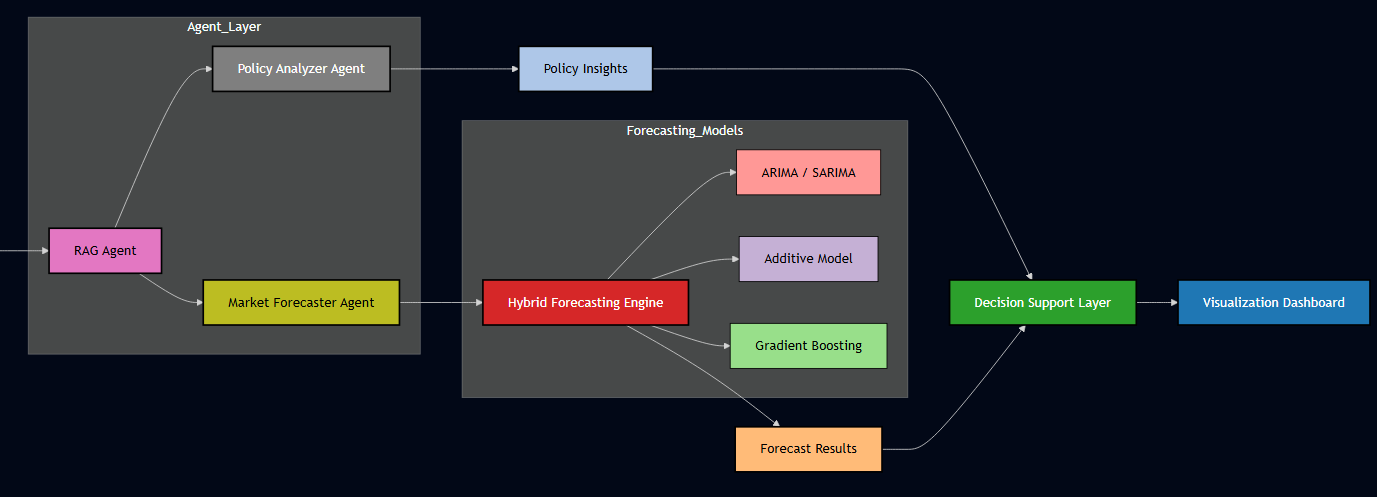 Agent_Layer
Policy Analyzer Agent
Policy Insights
Forecasting_Models
ARIMA / SARIMA
RAG Agent
Additive Model
Market Forecaster Agent
Hybrid Forecasting Engine
Decision Support Layer
Visualization Dashboard
Gradient Boosting
Forecast Results